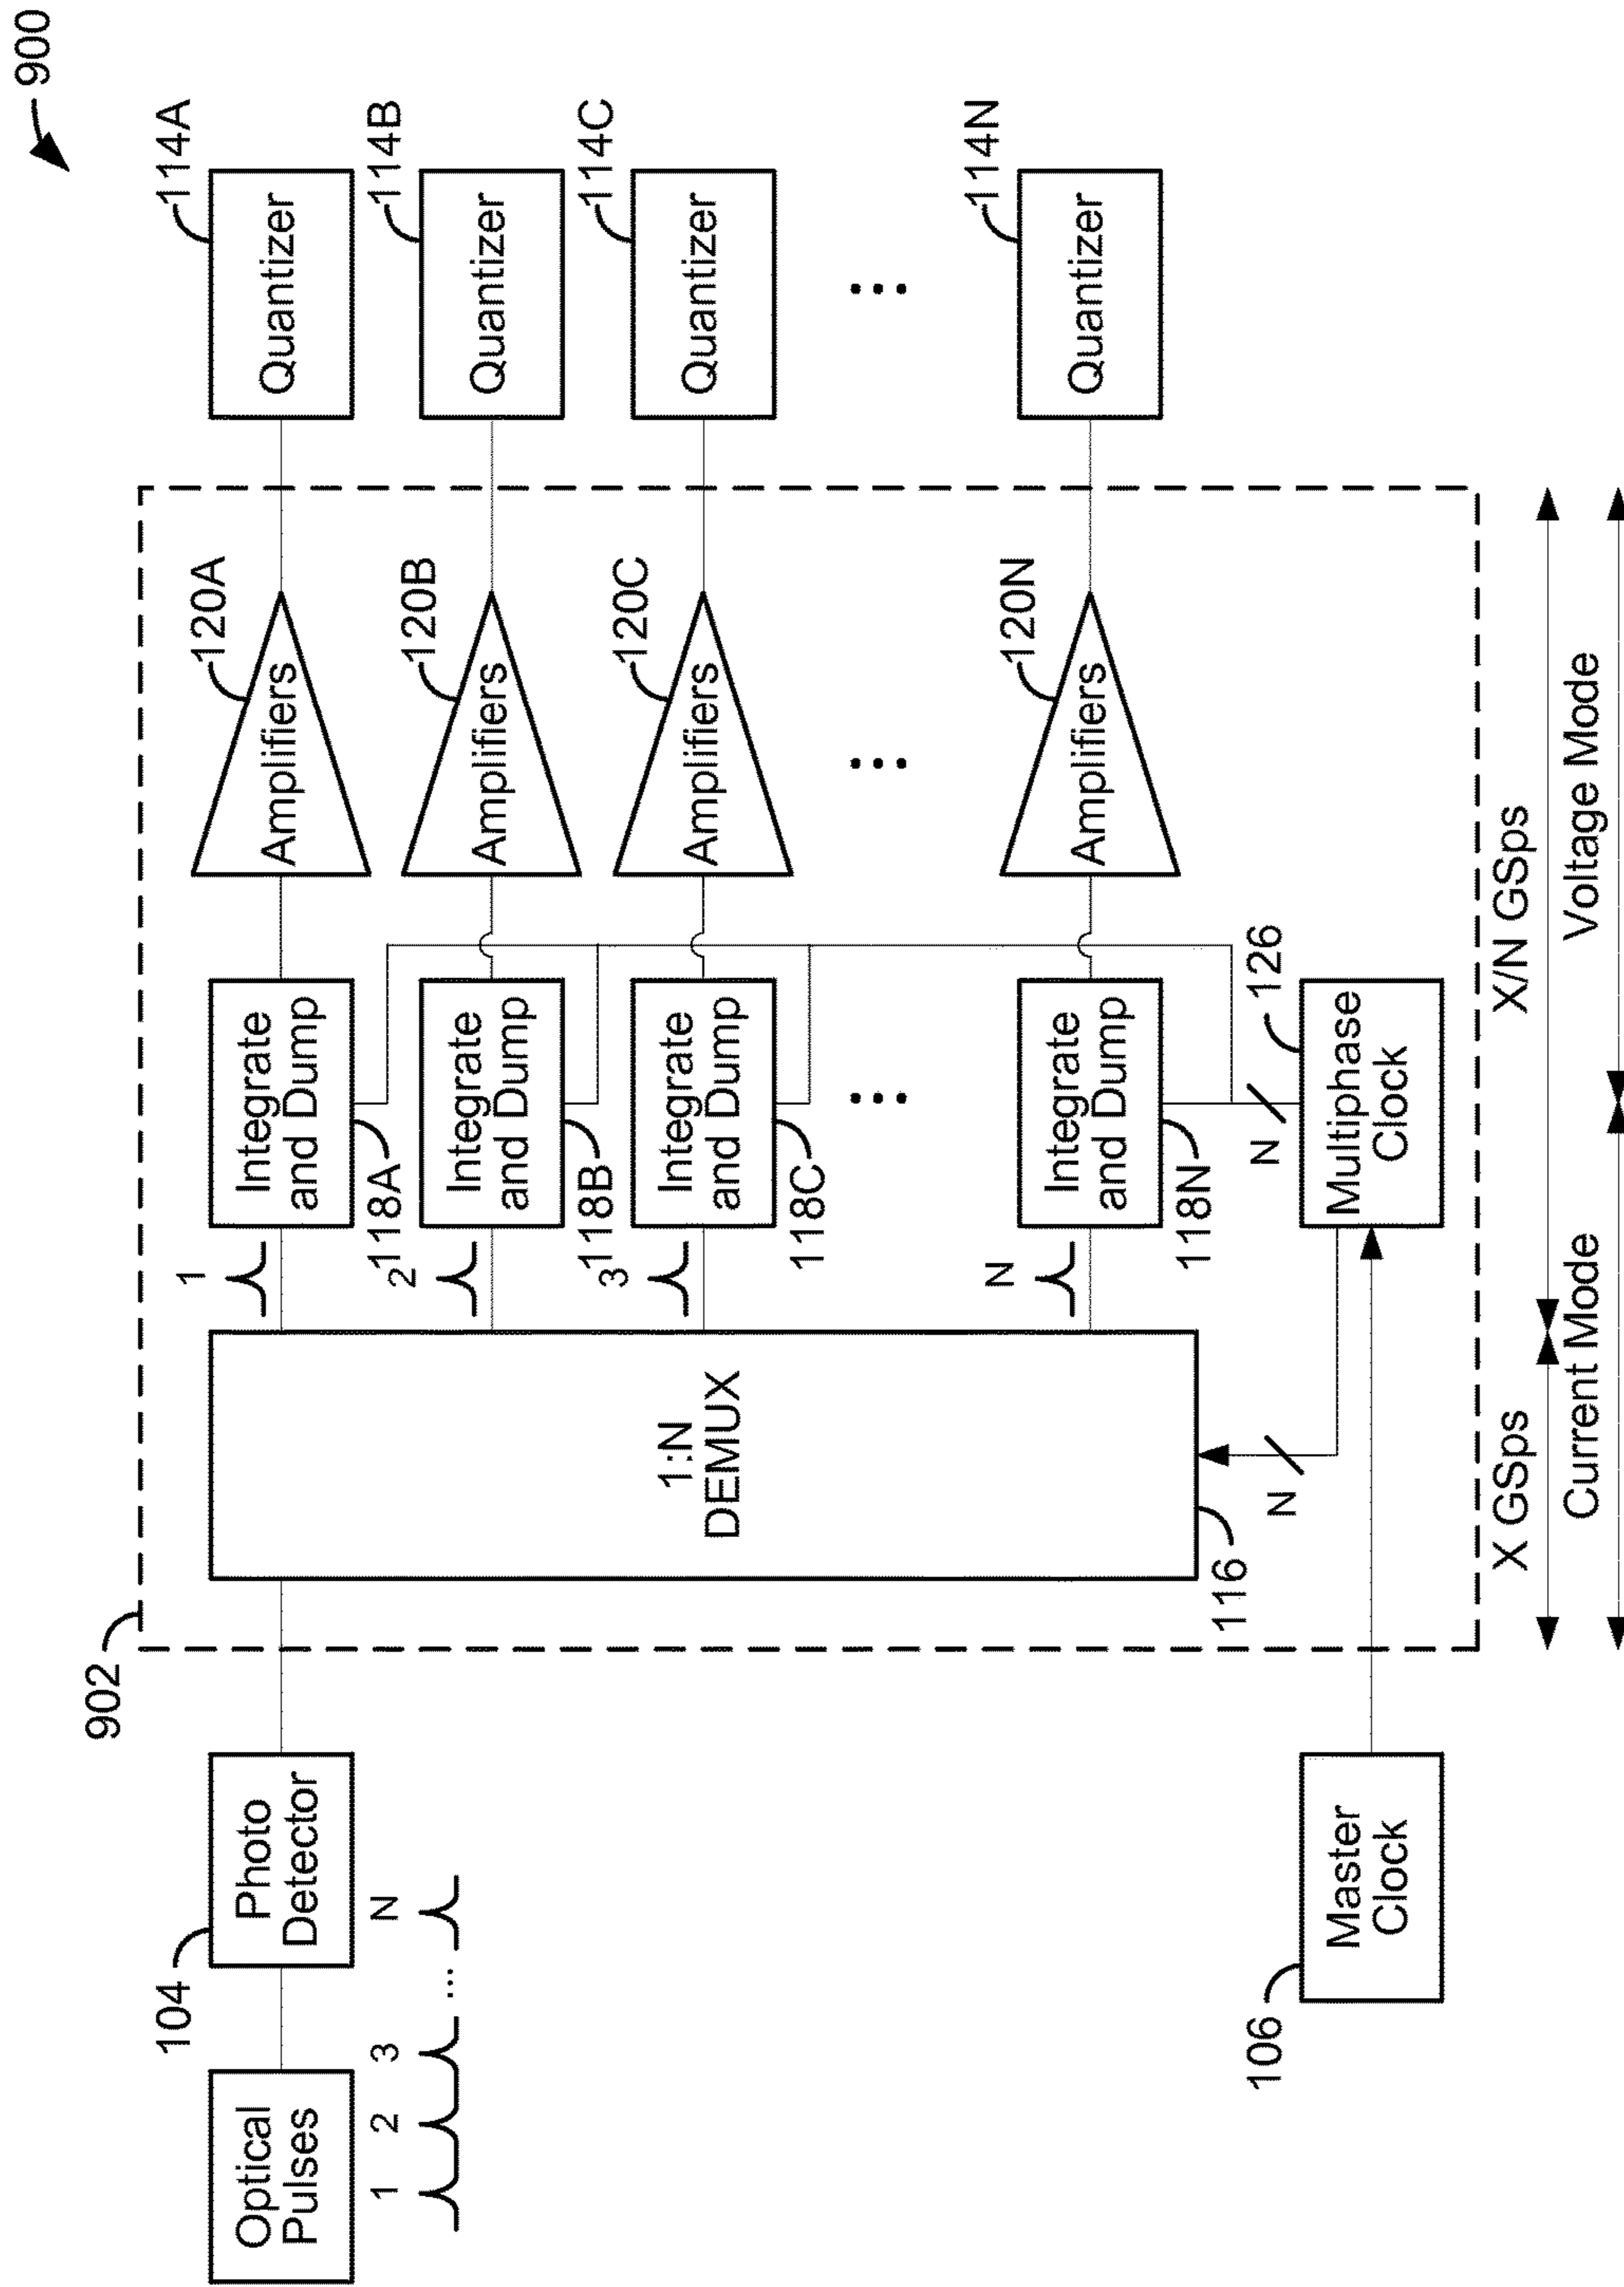 900
902
Optical
Pulses
1
2
3
...
N
104
Photo
Detector
106
Master
Clock
1:N
DEMUX
116
N
1
2
3
N
Integrate
and Dump
118A
Integrate
and Dump
118B
Integrate
and Dump
118C
...
Integrate
and Dump
118N
N
Multiphase
Clock
126
Amplifiers
120A
Amplifiers
120B
Amplifiers
120C
...
Amplifiers
120N
Quantizer
114A
Quantizer
114B
Quantizer
114C
...
Quantizer
114N
X GSps
X/N GSps
Current Mode
Voltage Mode